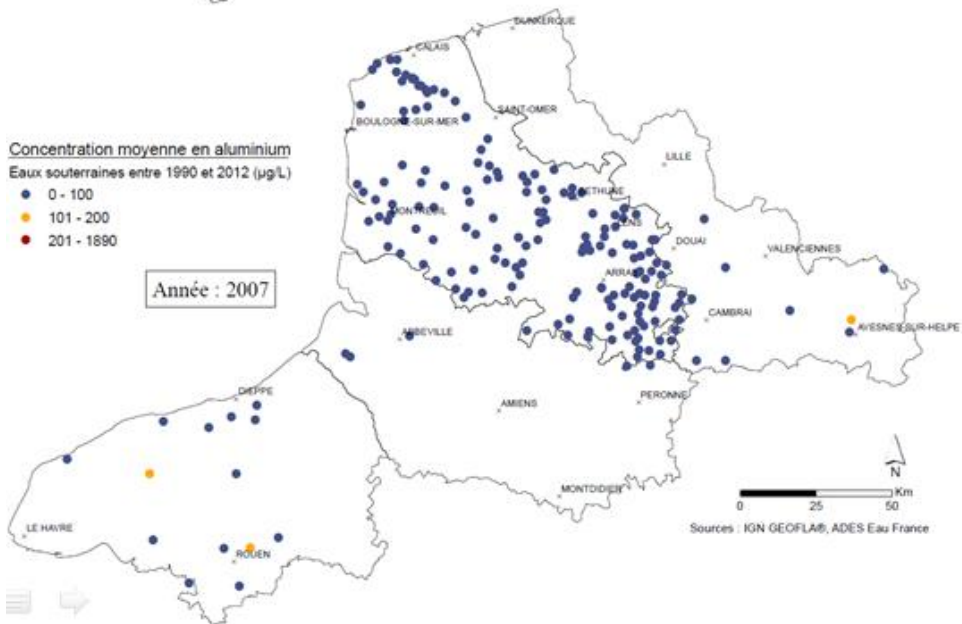 DUNKERQUE
CALAIS
SAINT-OMER
BOULOGNE-SUR-MER
LILLE
Concentration moyenne en aluminium
Eaux souterraines entre 1990 et 2012 (µg/L)
0 - 100
101 - 200
201 - 1890
BETHUNE
MONTREUIL
LENS
DOUAI
VALENCIENNES
Année : 2007
ARRAS
CAMBRAI
AVESNES-SUR-HELPE
ABBEVILLE
DIEPPE
PERONNE
AMIENS
N
MONTDIDIER
Km
0 25 50
Sources : IGN GEOFLA®, ADES Eau France
LE HAVRE
ROUEN